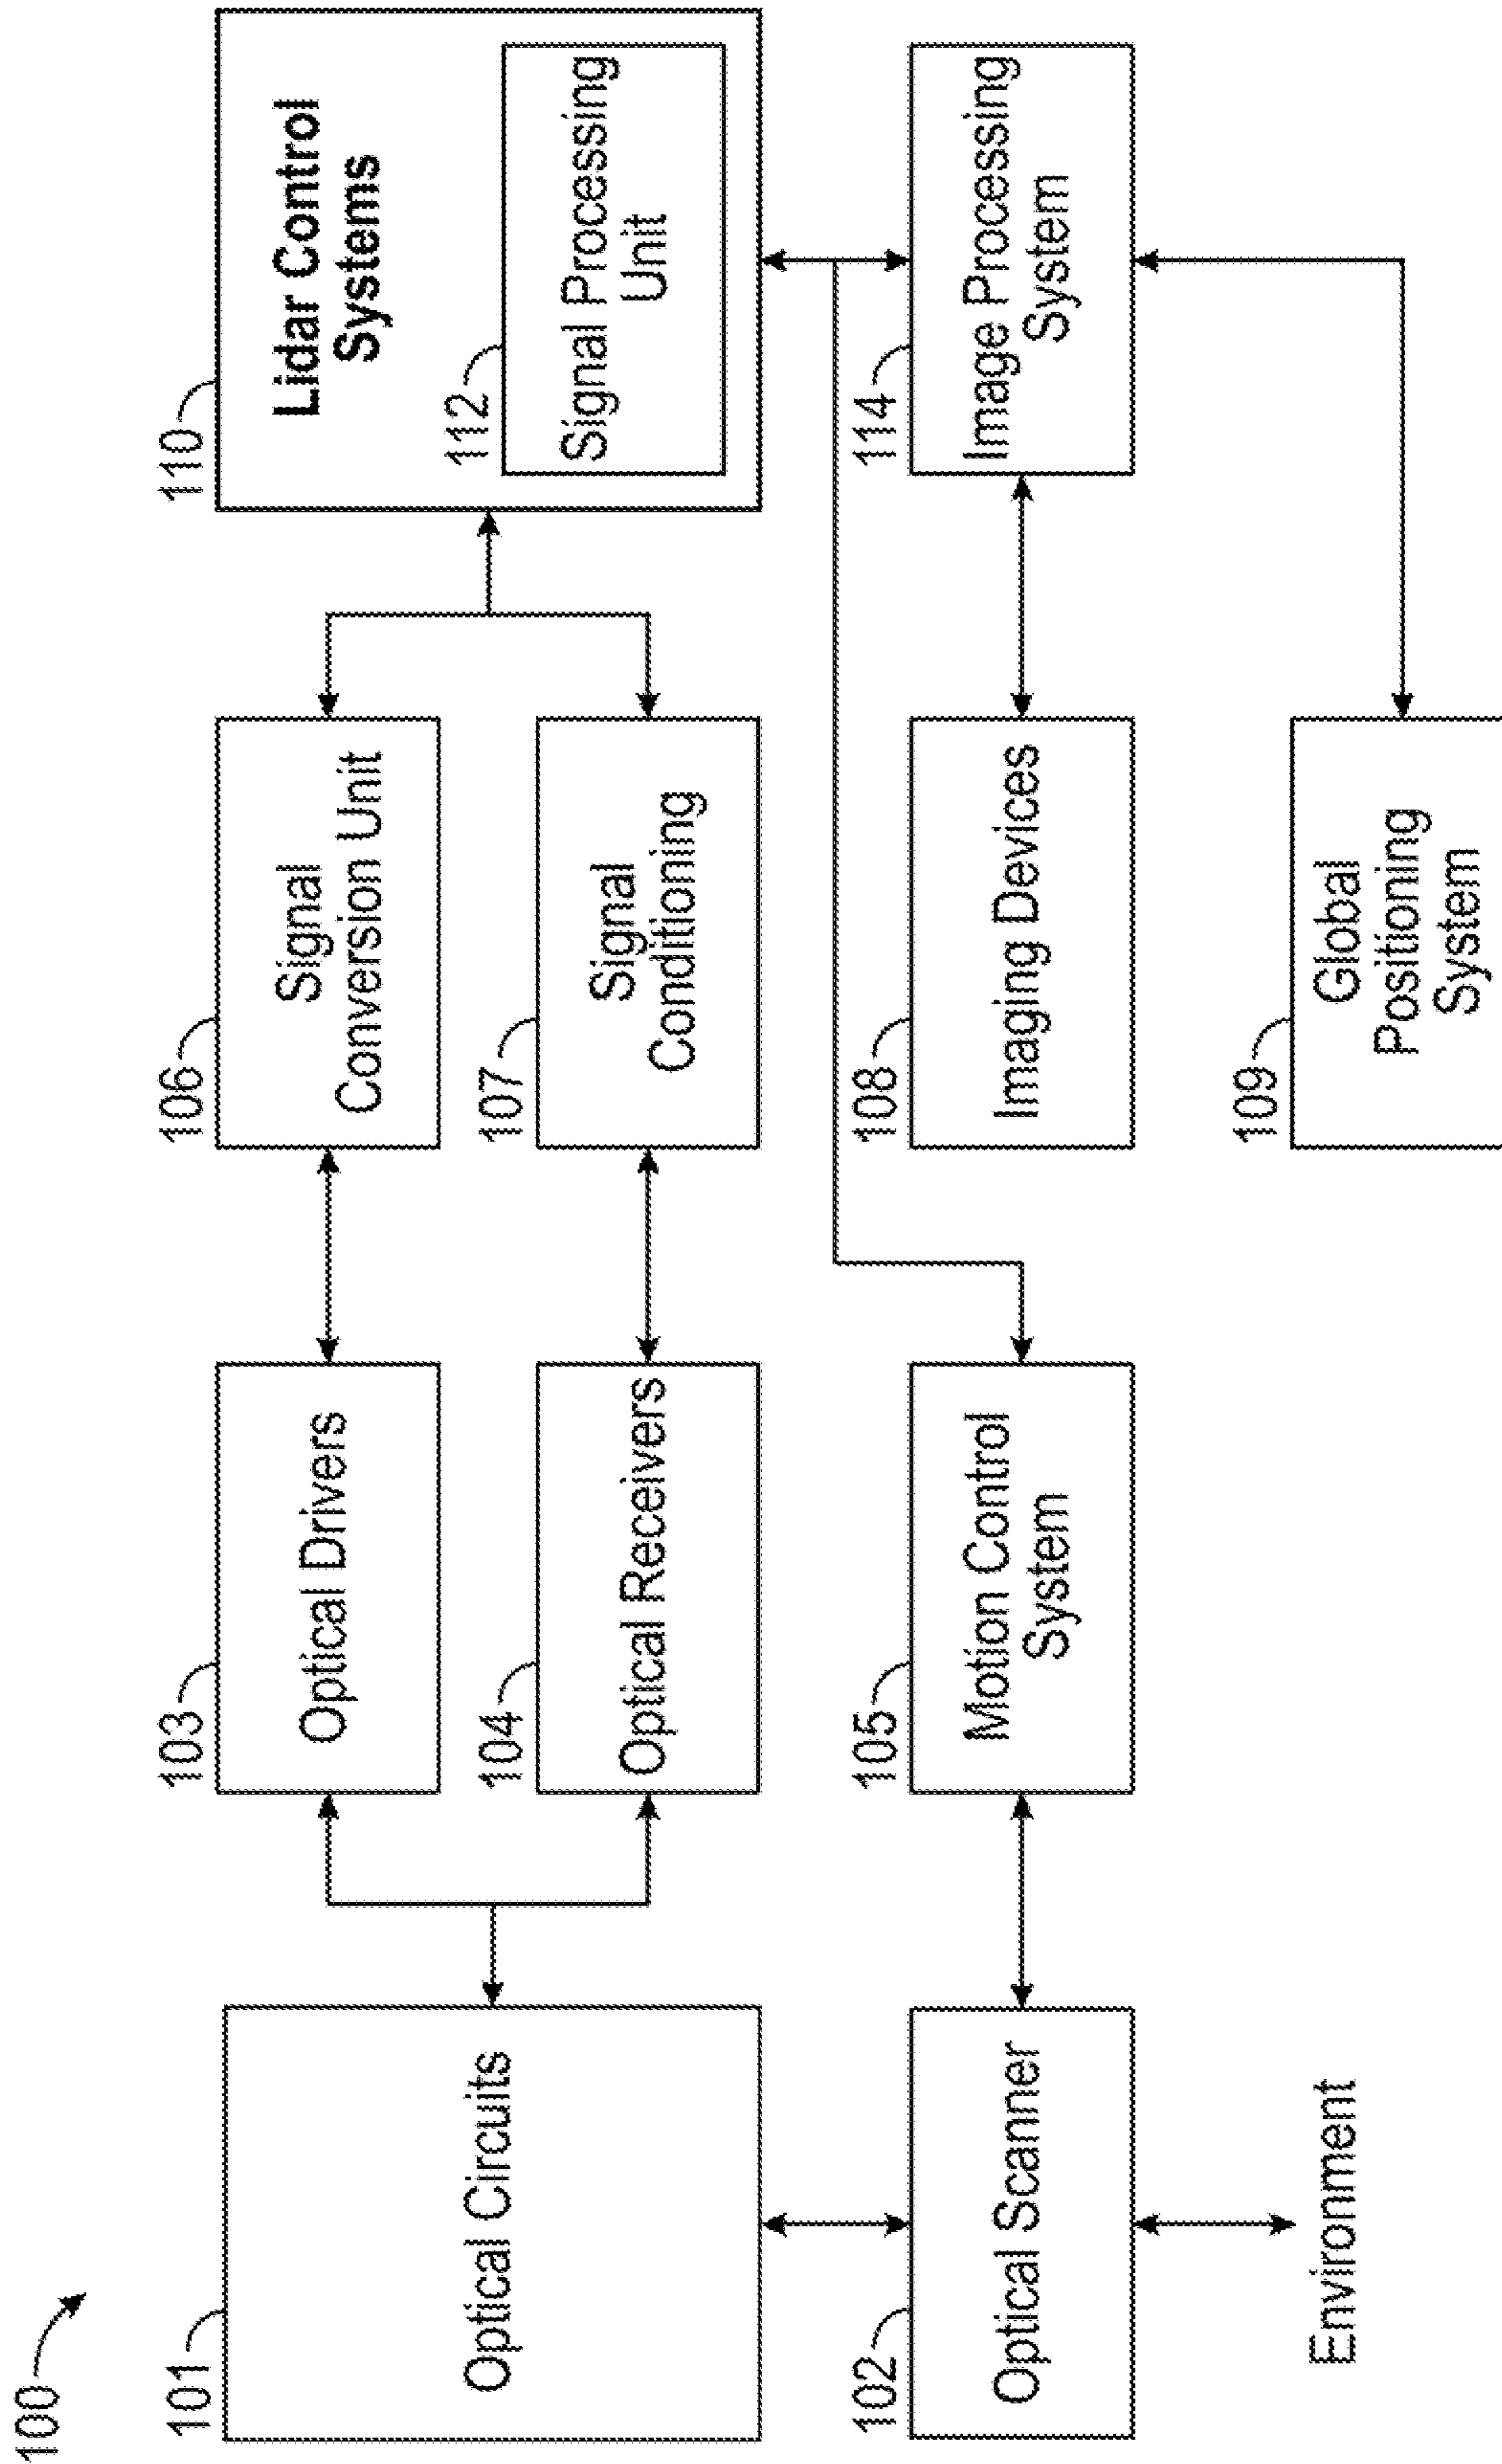 100
101
Optical Circuits
102
Optical Scanner
Environment
103
Optical Drivers
104
Optical Receivers
105
Motion Control
System
106
Signal
Conversion Unit
107
Signal
Conditioning
108
Imaging Devices
109
Global
Positioning
System
110
Lidar Control
Systems
112
Signal Processing
Unit
114
Image Processing
System